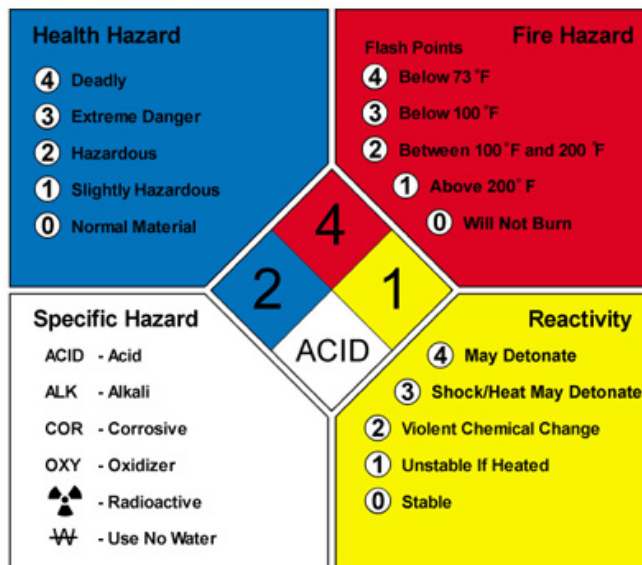 Health Hazard
4 Deadly
3 Extreme Danger
2 Hazardous
1 Slightly Hazardous
0 Normal Material
Fire Hazard
Flash Points
4 Below 73 °F
3 Below 100 °F
2 Between 100°F and 200 °F
1 Above 200° F
0 Will Not Burn
4
2
1
ACID
Specific Hazard
ACID - Acid
ALK - Alkali
COR - Corrosive
OXY - Oxidizer
- Radioactive
W - Use No Water
Reactivity
4 May Detonate
3 Shock/Heat May Detonate
2 Violent Chemical Change
1 Unstable If Heated
0 Stable